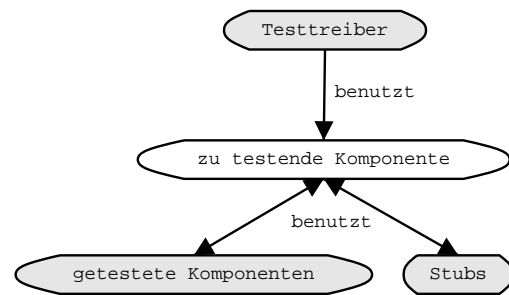 Testtreiber
benutzt
zu testende Komponente
benutzt
getestete Komponenten
Stubs